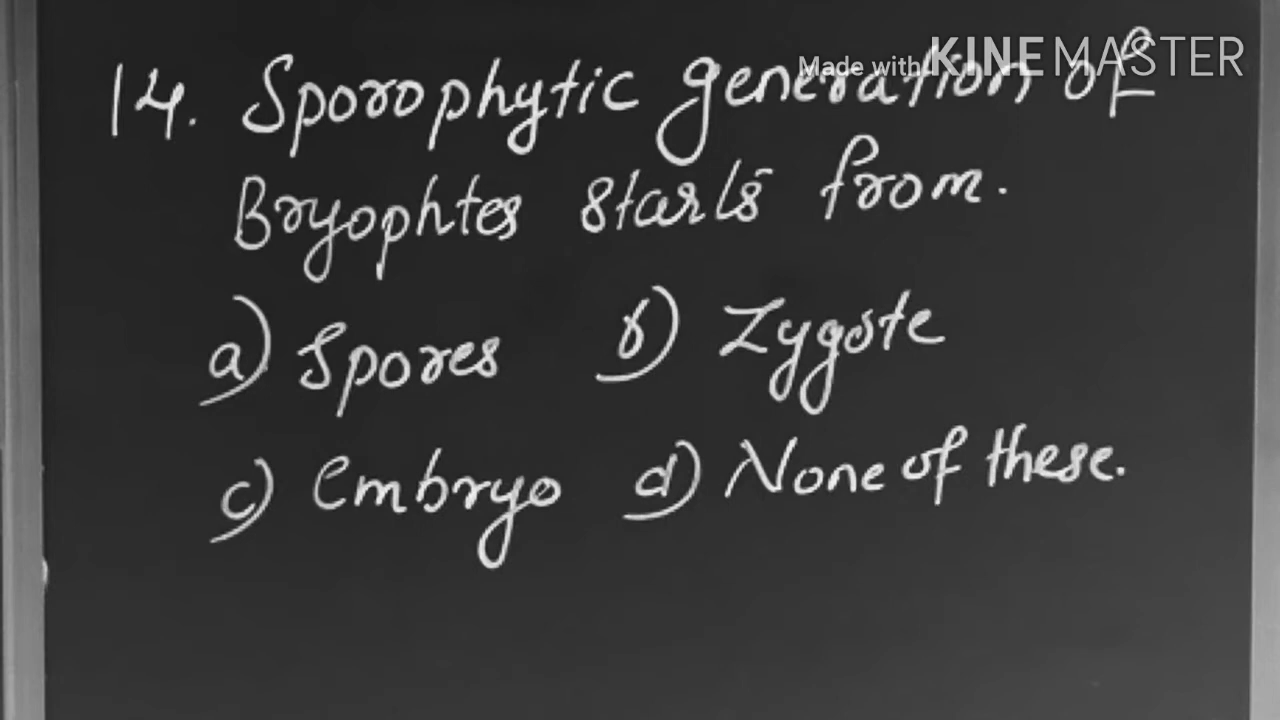 Made with KINEMASTER
14. Sporophytic generation of
Bryophtes starts from.
a) Spores b) Zygote
c) Embryo d) None of these.